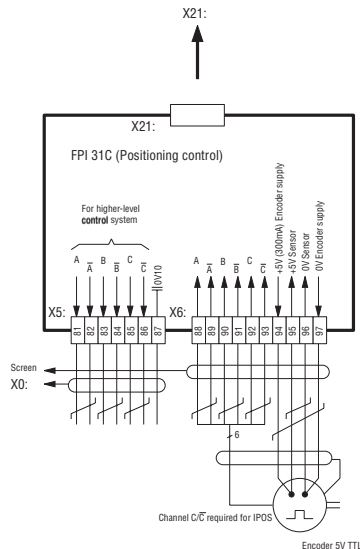 X21:
X21:
FPI 31C (Positioning control)
For higher-level
control system
A
A̅
B
B̅
C
C̅
0V10
A
A̅
B
B̅
C
C̅
+5V (300mA) Encoder supply
+5V Sensor
0V Sensor
0V Encoder supply
X5:
81
82
83
84
85
86
87
X6:
88
89
90
91
92
93
94
95
96
97
Screen
X0:
6
Channel C/C̅ required for IPOS
Encoder 5V TTL